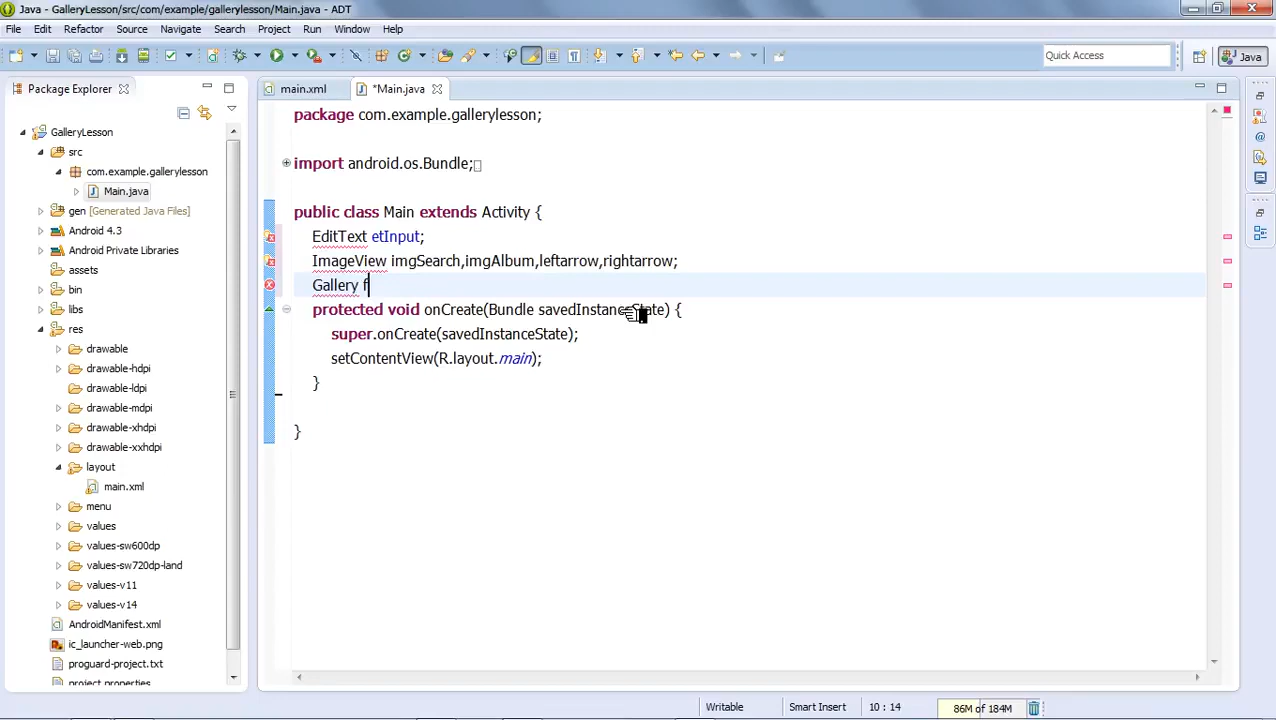 Java - GalleryLesson/src/com/example/gallerylesson/Main.java - ADT
File Edit Refactor Source Navigate Search Project Run Window Help
Quick Access
Java
Package Explorer
main.xml
*Main.java
GalleryLesson
src
com.example.gallerylesson
Main.java
gen [Generated Java Files]
Android 4.3
Android Private Libraries
assets
bin
libs
res
drawable
drawable-hdpi
drawable-ldpi
drawable-mdpi
drawable-xhdpi
drawable-xxhdpi
layout
main.xml
menu
values
values-sw600dp
values-sw720dp-land
values-v11
values-v14
AndroidManifest.xml
ic_launcher-web.png
proguard-project.txt
project.properties
package com.example.gallerylesson;
import android.os.Bundle;
public class Main extends Activity {
EditText etInput;
ImageView imgSearch,imgAlbum,leftarrow,rightarrow;
Gallery f
protected void onCreate(Bundle savedInstanceState) {
super.onCreate(savedInstanceState);
setContentView(R.layout.main);
}
}
Writable
Smart Insert
10 : 14
86M of 184M